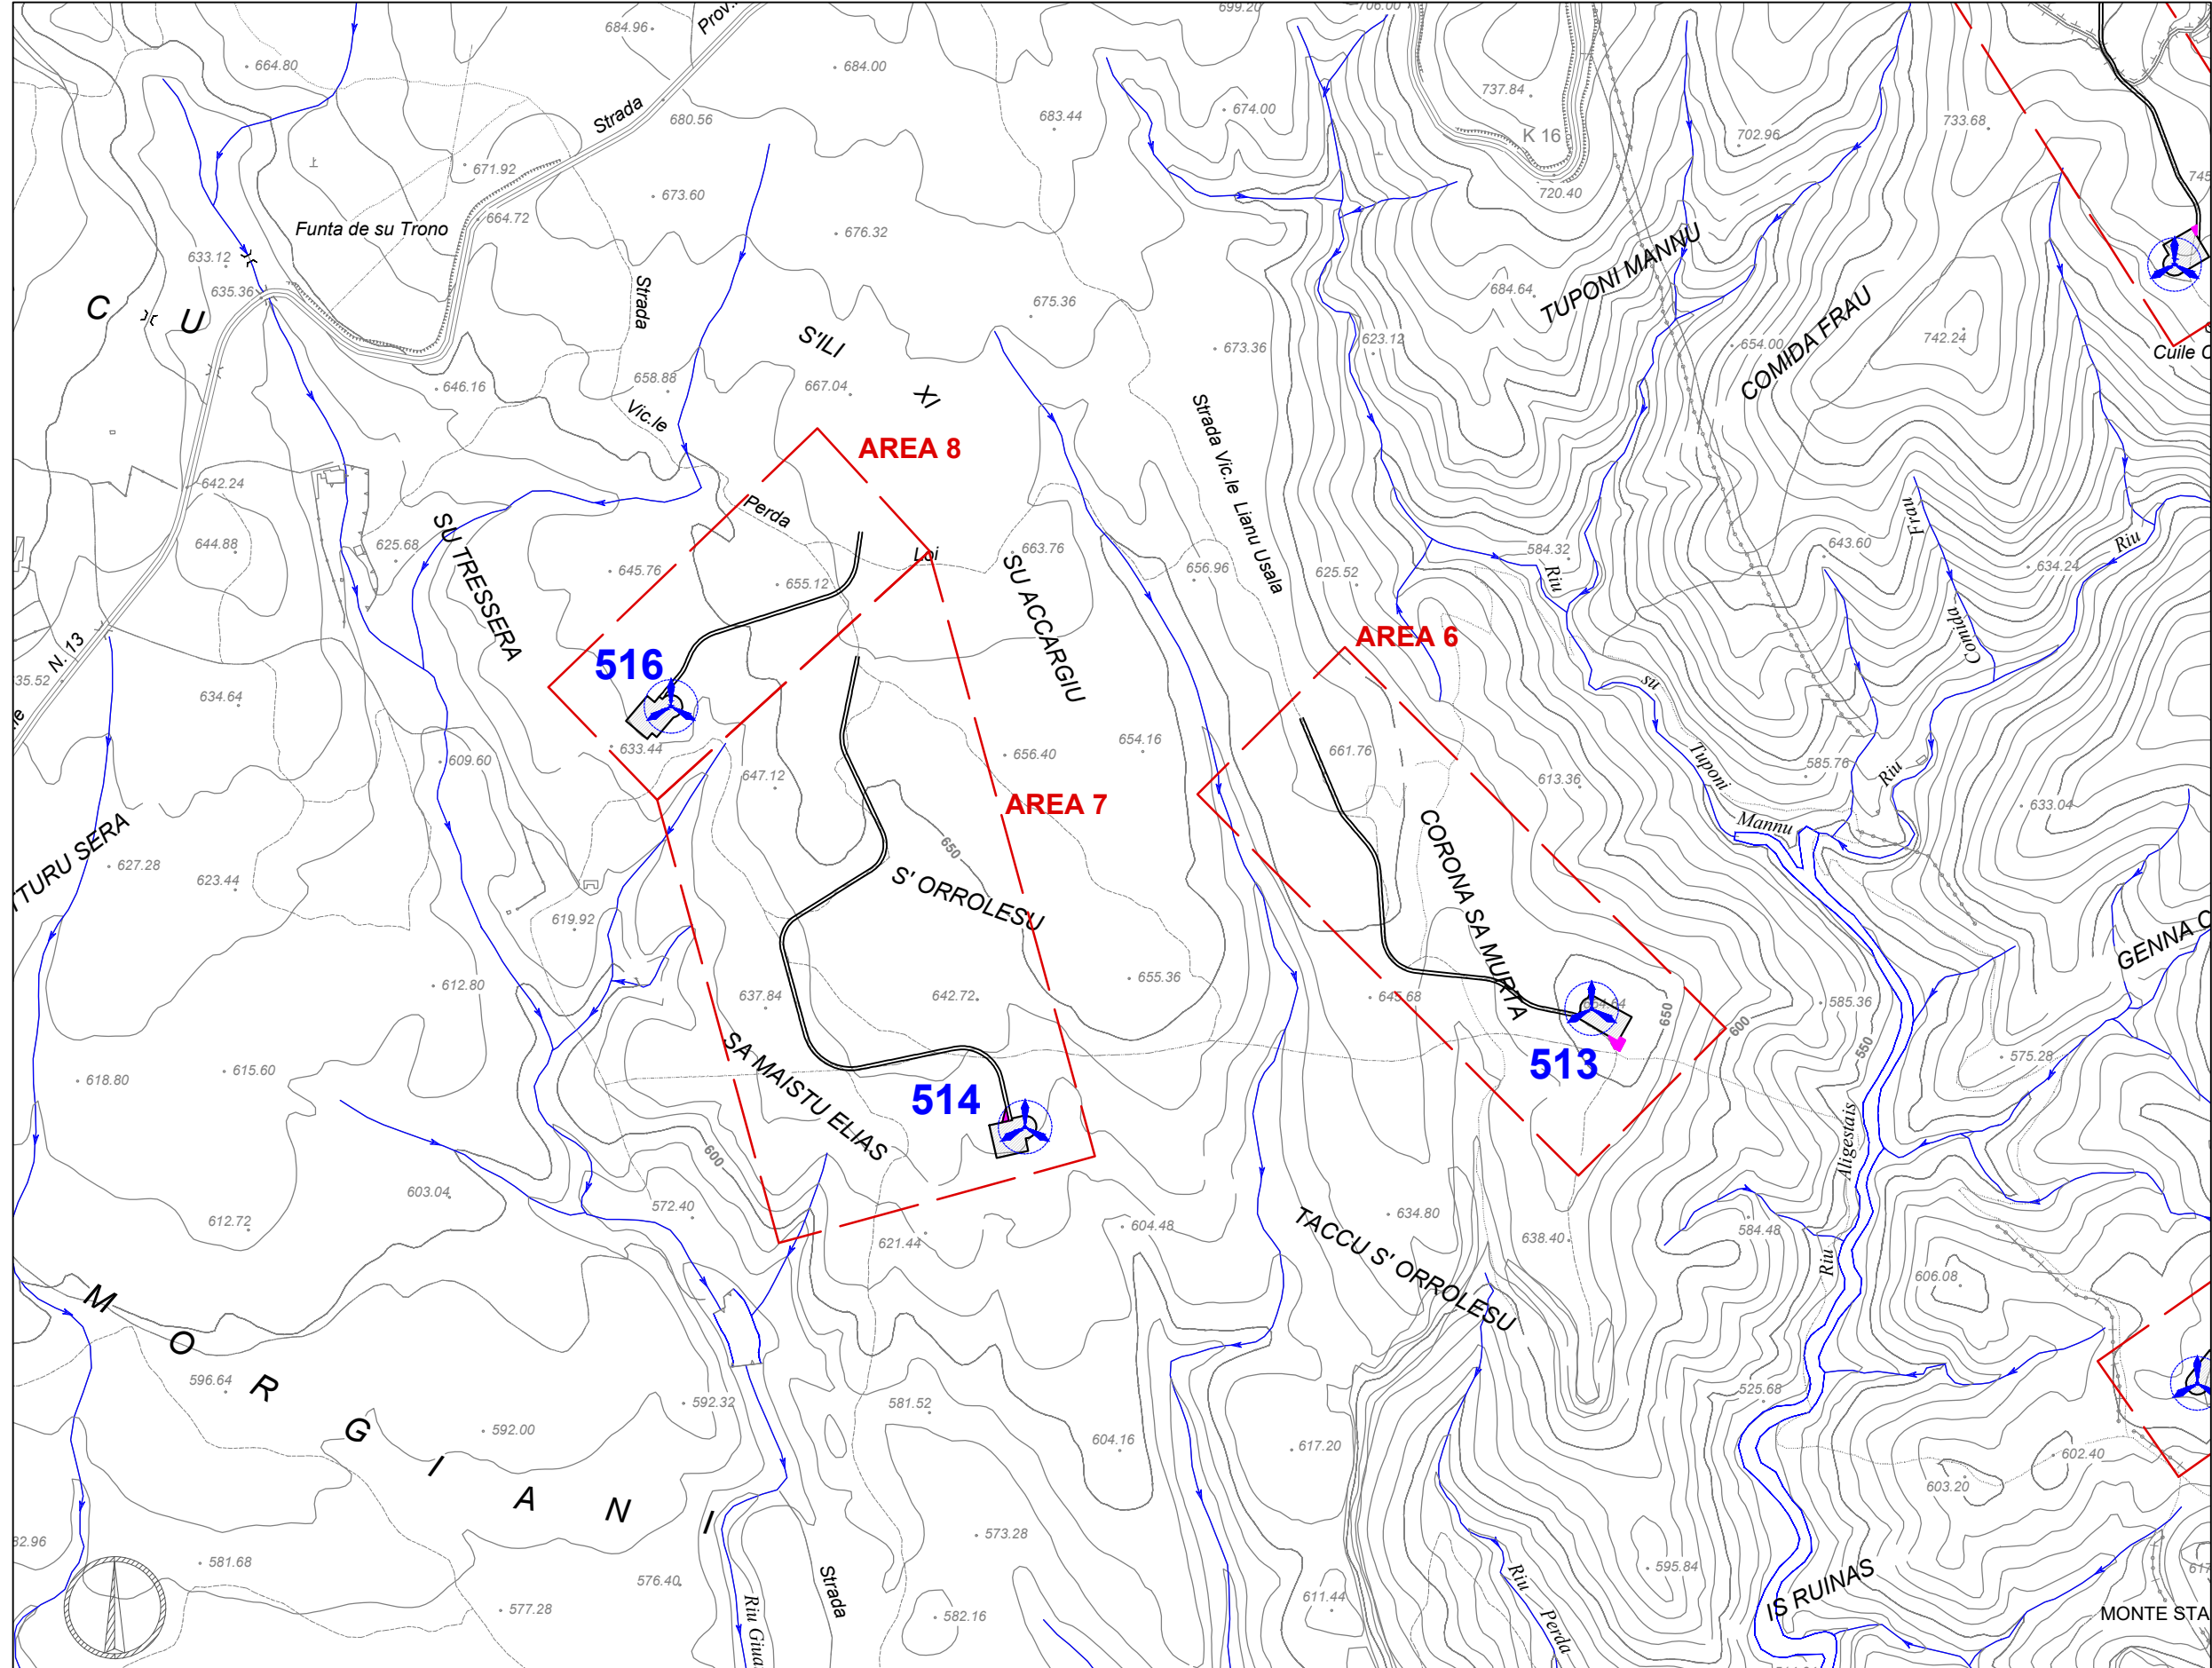 684.96
Prov.
699.20
706.00
664.80
684.00
737.84
674.00
680.56
Strada
683.44
K 16
702.96
733.68
671.92
673.60
720.40
664.72
Funta de su Trono
676.32
TUPONI MANNU
633.12
635.36
C U
Strada
675.36
684.64
S'ILI
XI
623.12
654.00
COMIDA FRAU
742.24
Cuile
673.36
646.16
658.88
667.04
Vic.le
AREA 8
Strada Vic.le Lianu Usala
642.24
Perda
644.88
625.68
SU TRESSERA
Loi
663.76
SU ACCARGIU
656.96
625.52
584.32
Riu
Frau
Comida
643.60
634.24
Riu
645.76
655.12
N. 13
35.52
634.64
516
AREA 6
su
Tuponi
Mannu
633.44
609.60
647.12
656.40
654.16
661.76
613.36
585.76
Riu
AREA 7
633.04
TTURU SERA
627.28
623.44
650
S' ORROLESU
CORONA SA MURTA
619.92
GENNA
612.80
637.84
642.72
655.36
645.68
654.64
650
600
585.36
550
SA MAISTU ELIAS
618.80
615.60
514
513
575.28
Aligestais
Riu
600
603.04
572.40
612.72
621.44
604.48
634.80
638.40
584.48
TACCU S' ORROLESU
606.08
MORGIANI
596.64
592.00
592.32
581.52
604.16
617.20
525.68
602.40
603.20
573.28
82.96
581.68
576.40
577.28
Strada
582.16
611.44
595.84
Riu
Perda
IS RUINAS
MONTE STA